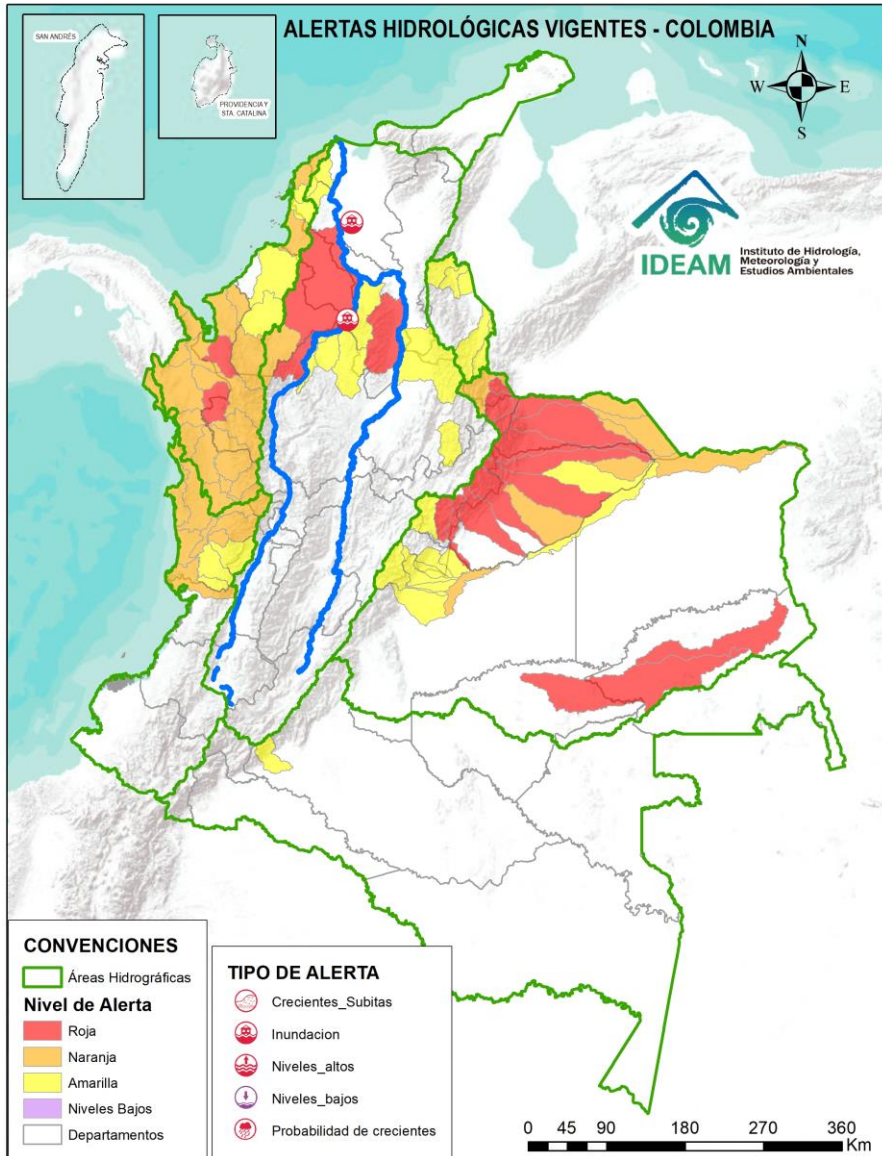 ALERTAS HIDROLÓGICAS VIGENTES - COLOMBIA
SAN ANDRÉS
PROVIDENCIA Y
STA. CATALINA
N
W
E
S
IDEAM
Instituto de Hidrología,
Meteorología y
Estudios Ambientales
CONVENCIONES
Áreas Hidrográficas
Nivel de Alerta
Roja
Naranja
Amarilla
Niveles Bajos
Departamentos
TIPO DE ALERTA
Crecientes_Subitas
Inundacion
Niveles_altos
Niveles_bajos
Probabilidad de crecientes
0 45 90 180 270 360
Km